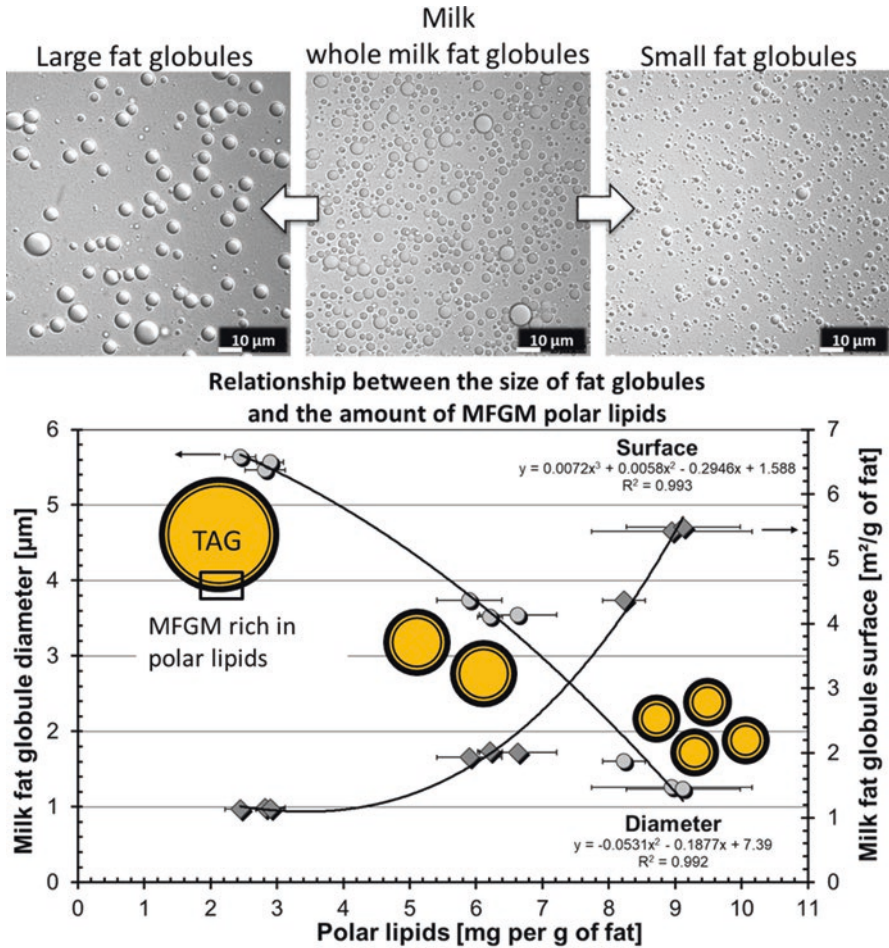 Milk
Large fat globules
whole milk fat globules
Small fat globules
10 µm
10 µm
10 µm
Relationship between the size of fat globules
and the amount of MFGM polar lipids
Milk fat globule diameter [µm]
6
5
4
3
2
1
0
TAG
MFGM rich in
polar lipids
Surface
y = 0.0072x³ + 0.0058x² - 0.2946x + 1.588
R² = 0.993
Diameter
y = -0.0531x² - 0.1877x + 7.39
R² = 0.992
7
6
5
4
3
2
1
0
Milk fat globule surface [m²/g of fat]
0 1 2 3 4 5 6 7 8 9 10 11
Polar lipids [mg per g of fat]